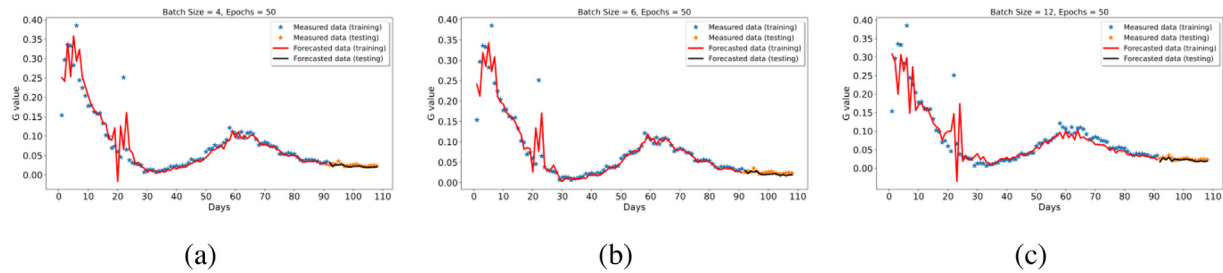 Batch Size = 4, Epochs = 50
G value
0.40
0.35
0.30
0.25
0.20
0.15
0.10
0.05
0.00
Measured data (training)
Measured data (testing)
Forecasted data (training)
Forecasted data (testing)
0 10 20 30 40 50 60 70 80 90 100 110
Days
(a)
Batch Size = 6, Epochs = 50
G value
0.40
0.35
0.30
0.25
0.20
0.15
0.10
0.05
0.00
Measured data (training)
Measured data (testing)
Forecasted data (training)
Forecasted data (testing)
0 10 20 30 40 50 60 70 80 90 100 110
Days
(b)
Batch Size = 12, Epochs = 50
G value
0.40
0.35
0.30
0.25
0.20
0.15
0.10
0.05
0.00
Measured data (training)
Measured data (testing)
Forecasted data (training)
Forecasted data (testing)
0 10 20 30 40 50 60 70 80 90 100 110
Days
(c)